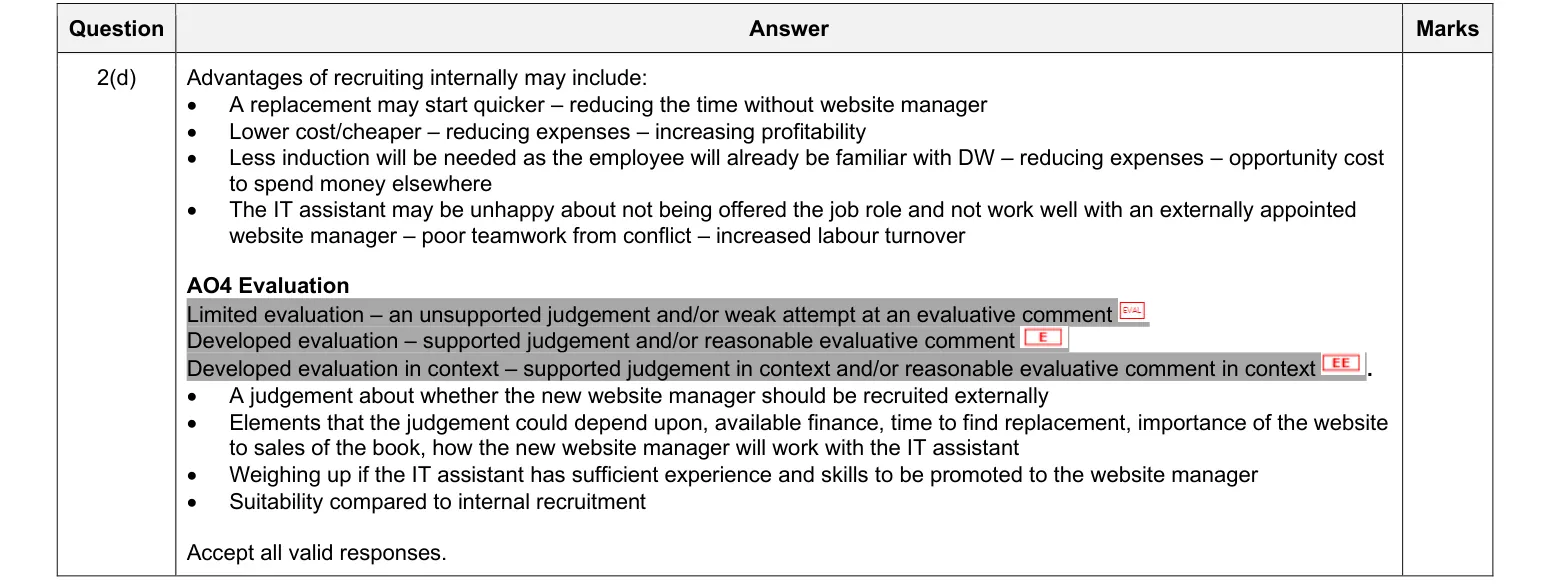 Question Answer Marks
2(d) Advantages of recruiting internally may include:
• A replacement may start quicker – reducing the time without website manager
• Lower cost/cheaper – reducing expenses – increasing profitability
• Less induction will be needed as the employee will already be familiar with DW – reducing expenses – opportunity cost
to spend money elsewhere
• The IT assistant may be unhappy about not being offered the job role and not work well with an externally appointed
website manager – poor teamwork from conflict – increased labour turnover
AO4 Evaluation
Limited evaluation – an unsupported judgement and/or weak attempt at an evaluative comment EVAL
Developed evaluation – supported judgement and/or reasonable evaluative comment E
Developed evaluation in context – supported judgement in context and/or reasonable evaluative comment in context EE.
• A judgement about whether the new website manager should be recruited externally
• Elements that the judgement could depend upon, available finance, time to find replacement, importance of the website
to sales of the book, how the new website manager will work with the IT assistant
• Weighing up if the IT assistant has sufficient experience and skills to be promoted to the website manager
• Suitability compared to internal recruitment
Accept all valid responses.